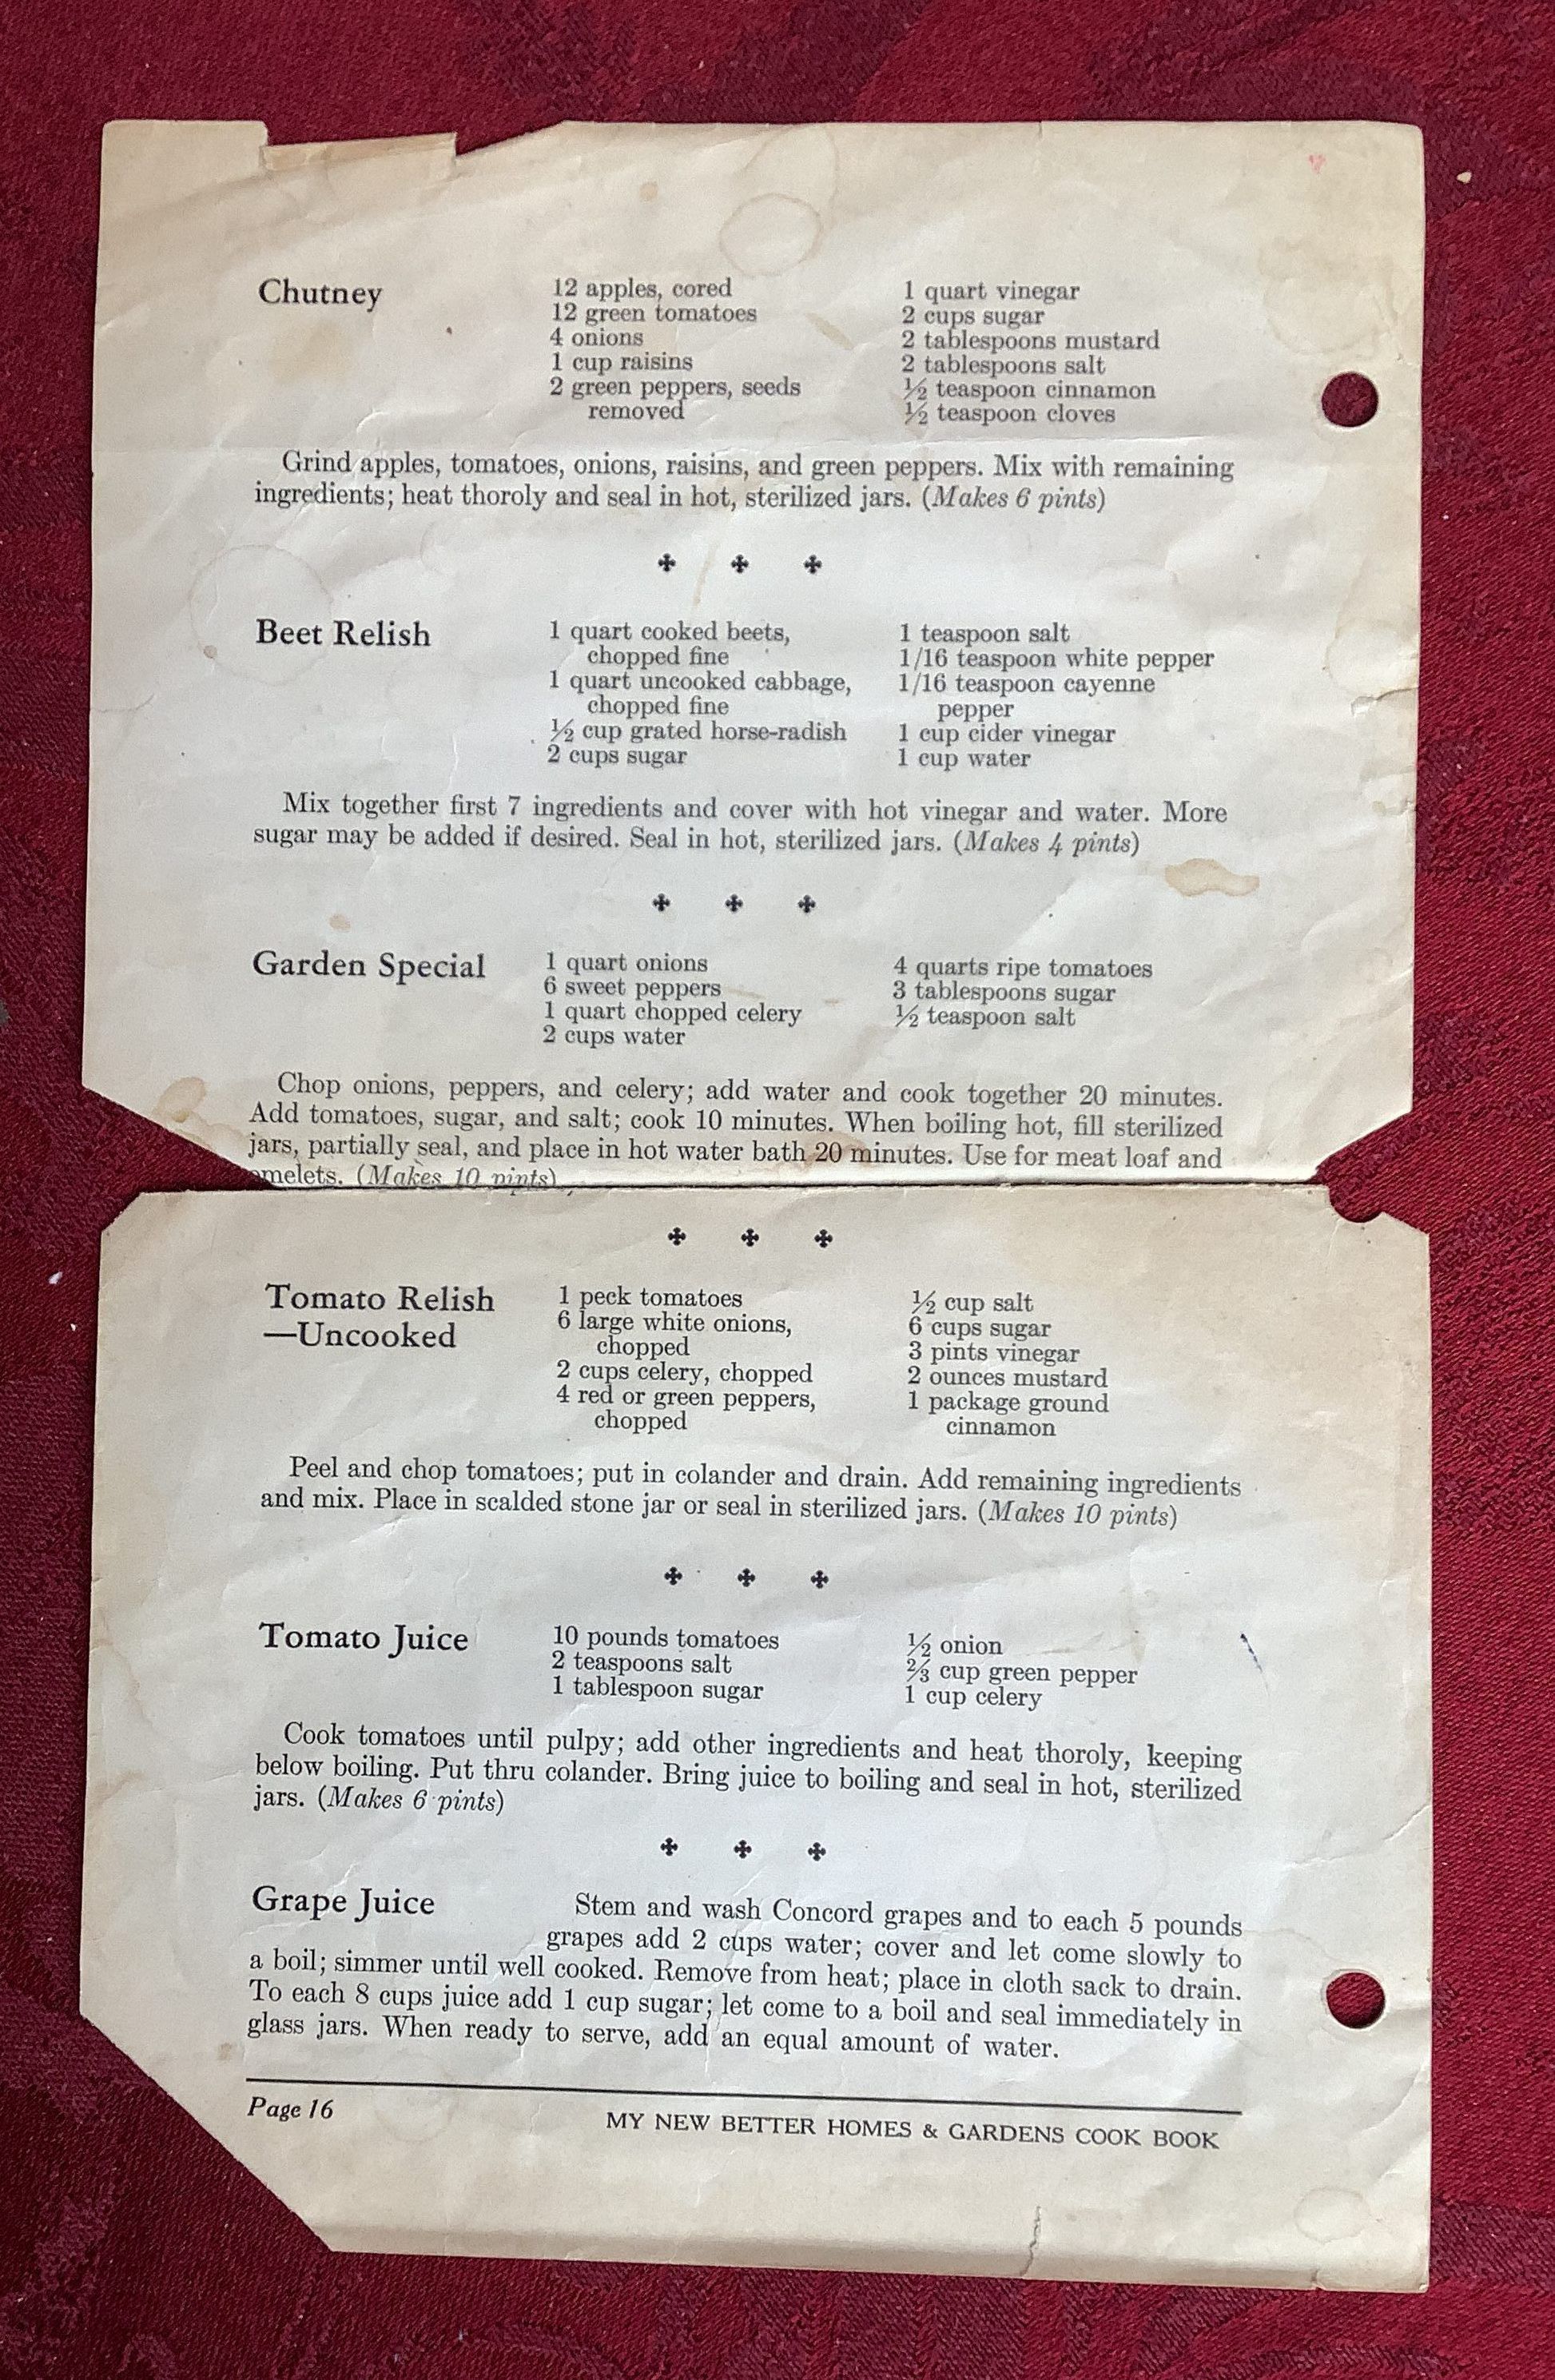 Chutney
12 apples, cored
12 green tomatoes
4 onions
1 cup raisins
2 green peppers, seeds
removed
1 quart vinegar
2 cups sugar
2 tablespoons mustard
2 tablespoons salt
½ teaspoon cinnamon
½ teaspoon cloves
Grind apples, tomatoes, onions, raisins, and green peppers. Mix with remaining
ingredients; heat thoroly and seal in hot, sterilized jars. (Makes 6 pints)
Beet Relish
1 quart cooked beets,
chopped fine
1 quart uncooked cabbage,
chopped fine
½ cup grated horse-radish
2 cups sugar
1 teaspoon salt
1/16 teaspoon white pepper
1/16 teaspoon cayenne
pepper
1 cup cider vinegar
1 cup water
Mix together first 7 ingredients and cover with hot vinegar and water. More
sugar may be added if desired. Seal in hot, sterilized jars. (Makes 4 pints)
Garden Special
1 quart onions
6 sweet peppers
1 quart chopped celery
2 cups water
4 quarts ripe tomatoes
3 tablespoons sugar
½ teaspoon salt
Chop onions, peppers, and celery; add water and cook together 20 minutes.
Add tomatoes, sugar, and salt; cook 10 minutes. When boiling hot, fill sterilized
jars, partially seal, and place in hot water bath 20 minutes. Use for meat loaf and
omelets. (Makes 10 pints)
Tomato Relish
—Uncooked
1 peck tomatoes
6 large white onions,
chopped
2 cups celery, chopped
4 red or green peppers,
chopped
½ cup salt
6 cups sugar
3 pints vinegar
2 ounces mustard
1 package ground
cinnamon
Peel and chop tomatoes; put in colander and drain. Add remaining ingredients
and mix. Place in scalded stone jar or seal in sterilized jars. (Makes 10 pints)
Tomato Juice
10 pounds tomatoes
2 teaspoons salt
1 tablespoon sugar
½ onion
⅔ cup green pepper
1 cup celery
Cook tomatoes until pulpy; add other ingredients and heat thoroly, keeping
below boiling. Put thru colander. Bring juice to boiling and seal in hot, sterilized
jars. (Makes 6 pints)
Grape Juice
Stem and wash Concord grapes and to each 5 pounds
grapes add 2 cups water; cover and let come slowly to
a boil; simmer until well cooked. Remove from heat; place in cloth sack to drain.
To each 8 cups juice add 1 cup sugar; let come to a boil and seal immediately in
glass jars. When ready to serve, add an equal amount of water.
Page 16
MY NEW BETTER HOMES & GARDENS COOK BOOK